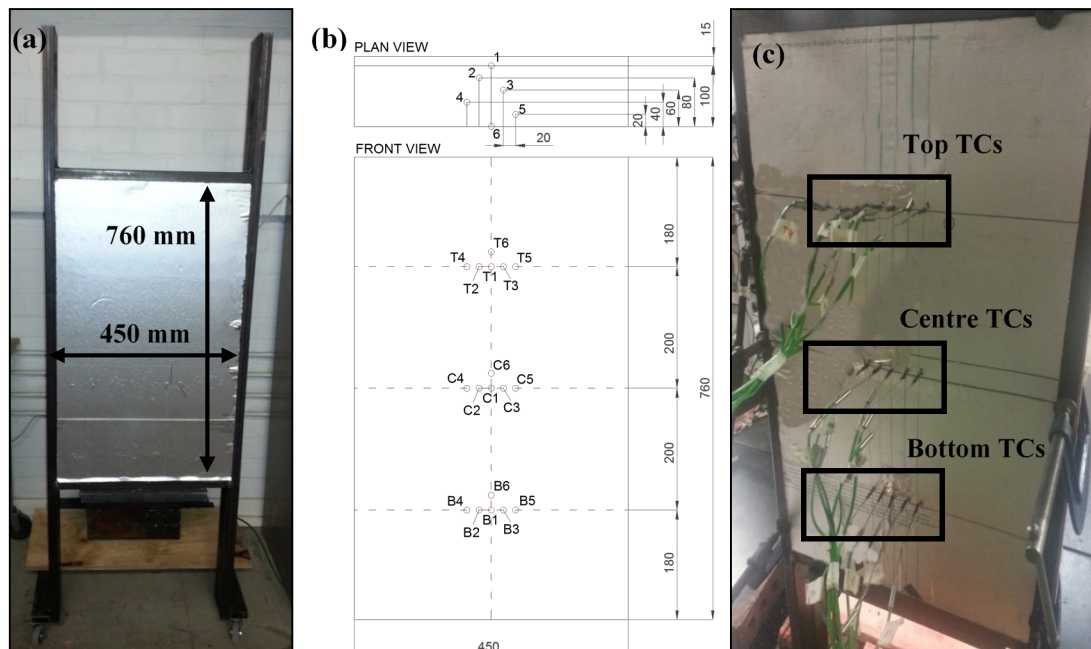 (a)
760 mm
450 mm
(b)
PLAN VIEW
1
2
3
4
5
6
20
20
40
60
80
100
15
FRONT VIEW
T6
T4
T5
T2
T1
T3
C6
C4
C5
C2
C1
C3
B6
B4
B5
B2
B1
B3
180
200
200
180
760
450
(c)
Top TCs
Centre TCs
Bottom TCs